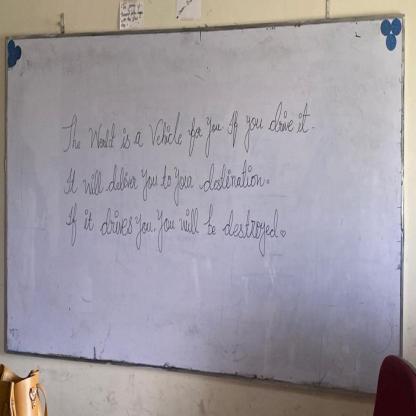 The World is a Vehicle for you If you drive it.
It will deliver you to your destination.
If it drives you. You will be destroyed.